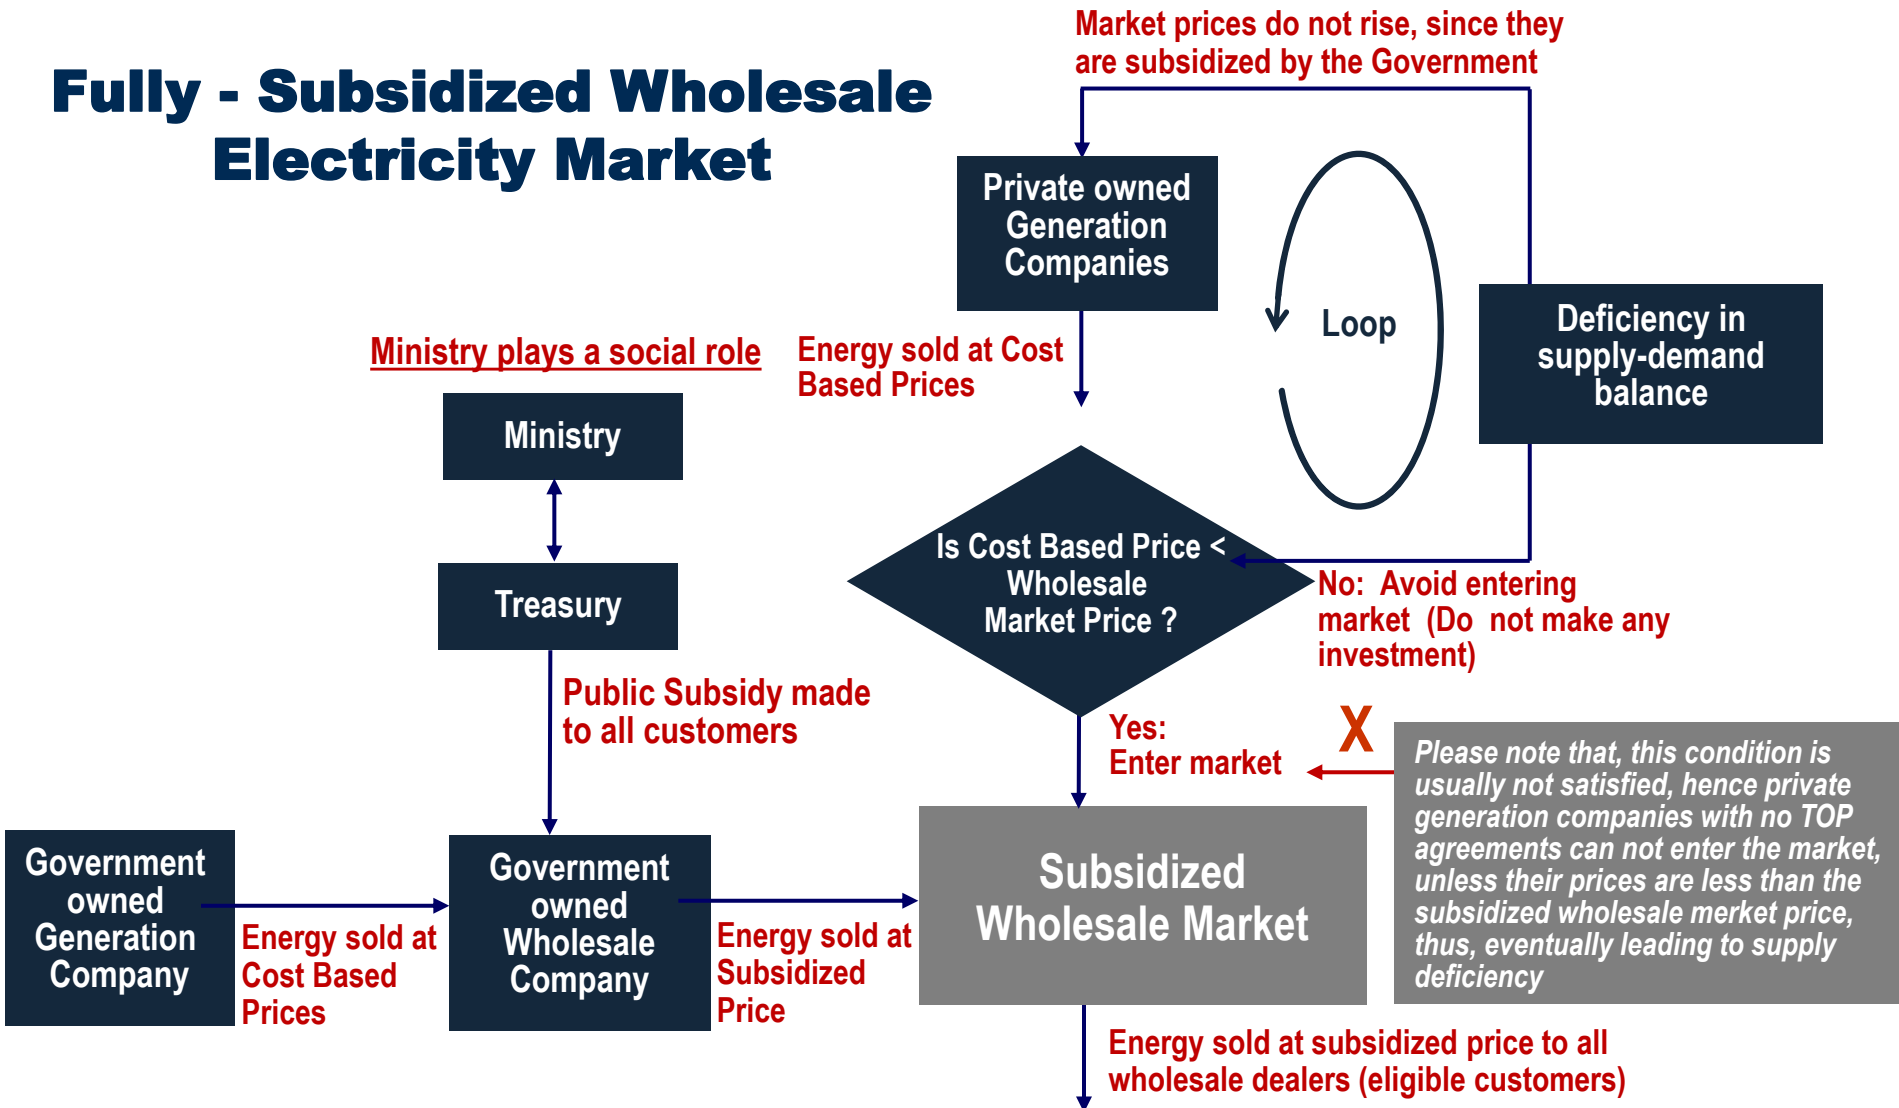 Market prices do not rise, since they
are subsidized by the Government
Fully - Subsidized Wholesale
Electricity Market
Private owned
Generation
Companies
Loop
Deficiency in
supply-demand
balance
Ministry plays a social role
Energy sold at Cost
Based Prices
Ministry
Is Cost Based Price <
Wholesale
Market Price ?
Treasury
No:  Avoid entering
market  (Do  not make any
investment)
Public Subsidy made
to all customers
Yes:
Enter market
X
Please note that, this condition is
usually not satisfied, hence private
generation companies with no TOP
agreements can not enter the market,
unless their prices are less than the
subsidized wholesale merket price,
thus, eventually leading to supply
deficiency
Government
owned
Generation
Company
Energy sold at
Cost Based
Prices
Government
owned
Wholesale
Company
Energy sold at
Subsidized
Price
Subsidized
Wholesale Market
Energy sold at subsidized price to all
wholesale dealers (eligible customers)